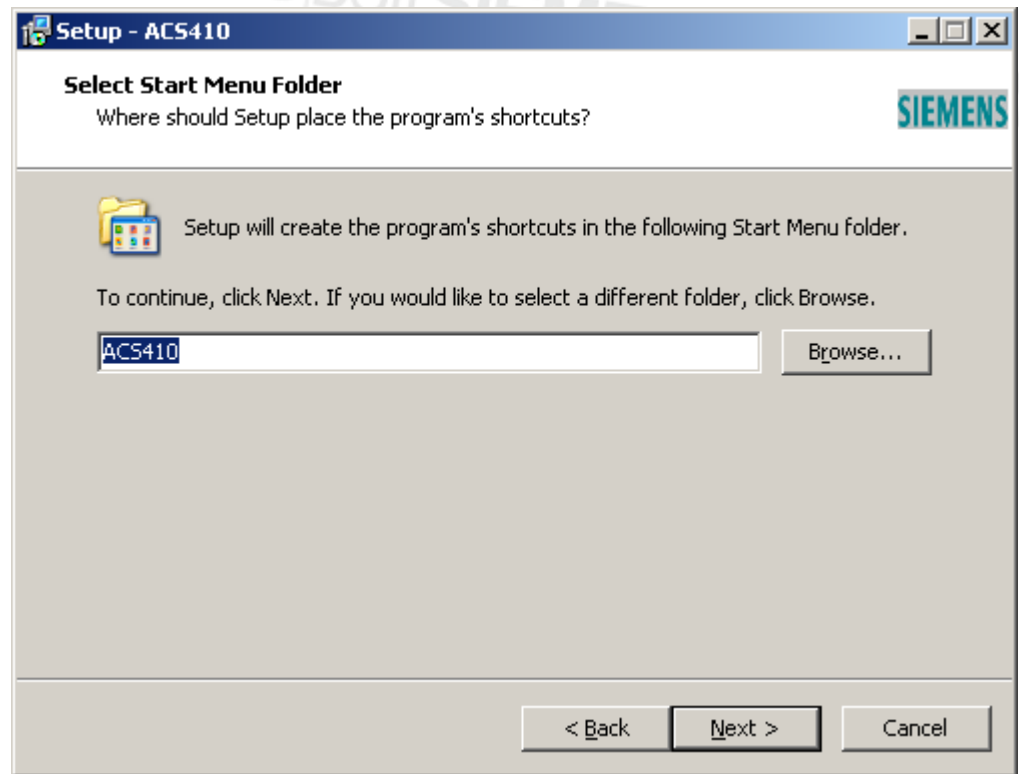 Setup - ACS410
Select Start Menu Folder
Where should Setup place the program's shortcuts?
SIEMENS
Setup will create the program's shortcuts in the following Start Menu folder.
To continue, click Next. If you would like to select a different folder, click Browse.
ACS410
Browse...
< Back
Next >
Cancel